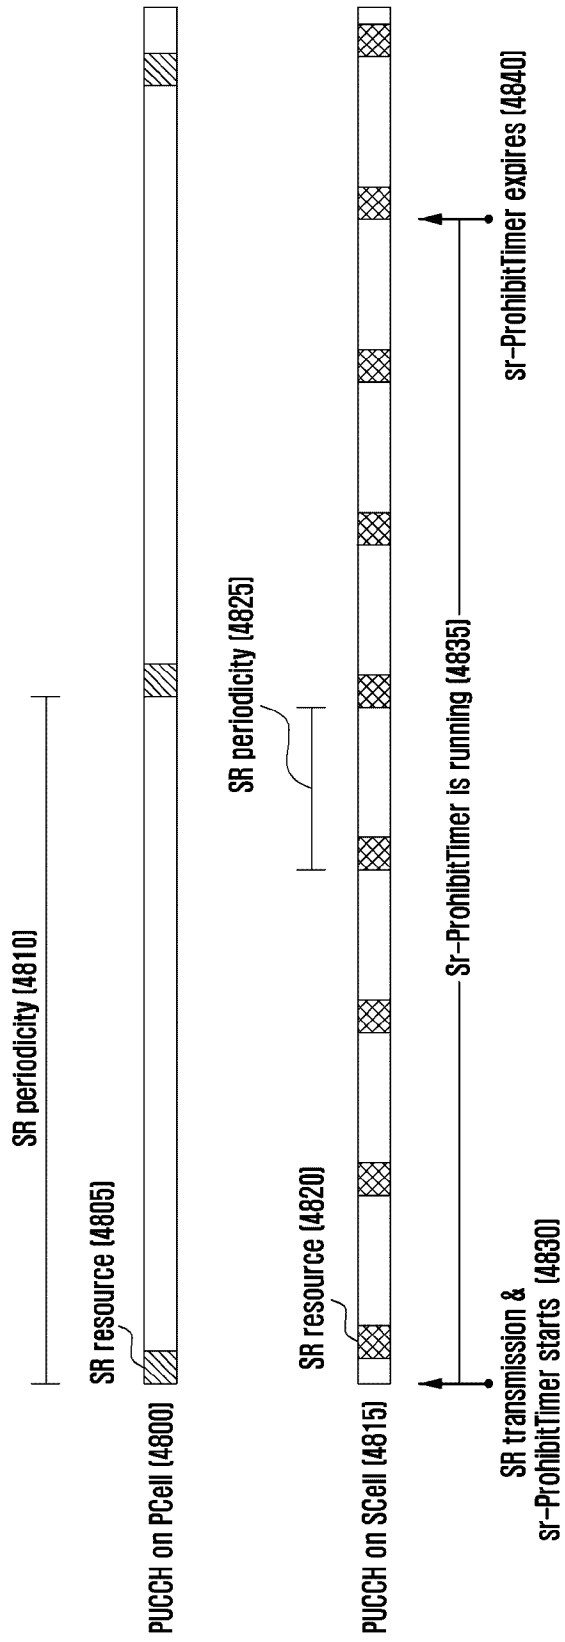 SR periodicity (4810)
SR resource (4805)
PUCCH on PCell (4800)
SR periodicity (4825)
SR resource (4820)
PUCCH on SCell (4815)
Sr-ProhibitTimer is running (4835)
SR transmission &
sr-ProhibitTimer starts (4830)
sr-ProhibitTimer expires (4840)